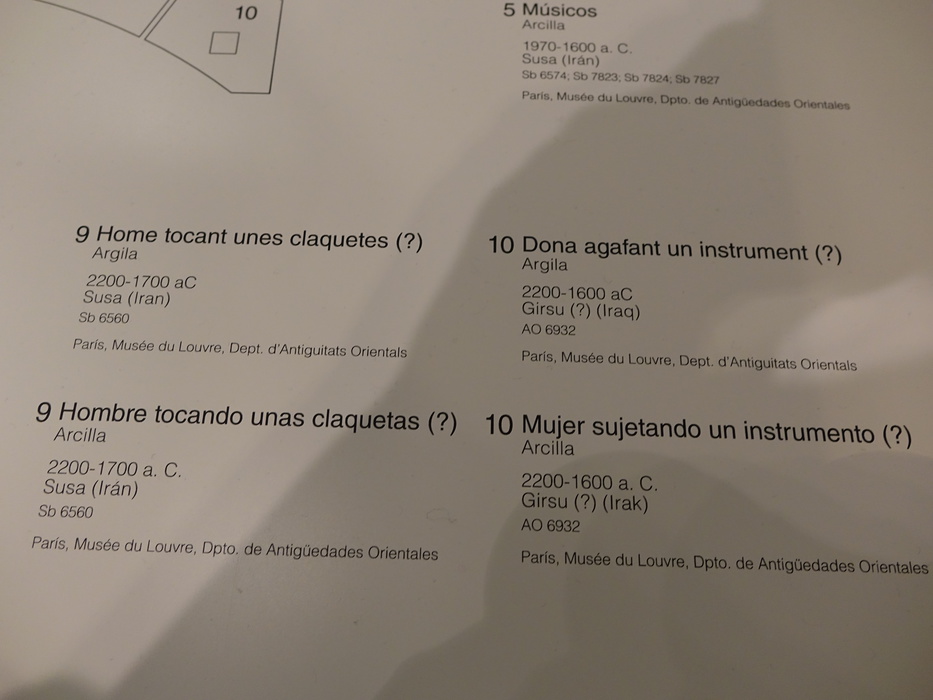 10
5 Músicos
Arcilla
1970-1600 a. C.
Susa (Irán)
Sb 6574; Sb 7823; Sb 7824; Sb 7827
París, Musée du Louvre, Dpto. de Antigüedades Orientales
9 Home tocant unes claquetes (?)
Argila
2200-1700 aC
Susa (Iran)
Sb 6560
París, Musée du Louvre, Dept. d'Antiguitats Orientals
10 Dona agafant un instrument (?)
Argila
2200-1600 aC
Girsu (?) (Iraq)
AO 6932
París, Musée du Louvre, Dept. d'Antiguitats Orientals
9 Hombre tocando unas claquetas (?)
Arcilla
2200-1700 a. C.
Susa (Irán)
Sb 6560
París, Musée du Louvre, Dpto. de Antigüedades Orientales
10 Mujer sujetando un instrumento (?)
Arcilla
2200-1600 a. C.
Girsu (?) (Irak)
AO 6932
París, Musée du Louvre, Dpto. de Antigüedades Orientales